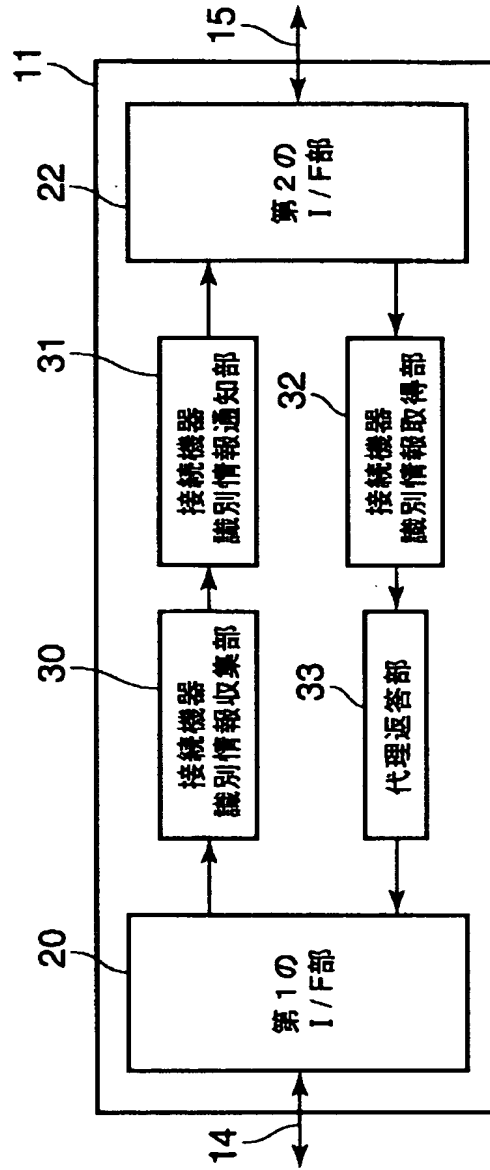 11
20
第1の
I/F部
14
30
接続機器
識別情報収集部
31
接続機器
識別情報通知部
22
第2の
I/F部
15
33
代理返答部
32
接続機器
識別情報取得部